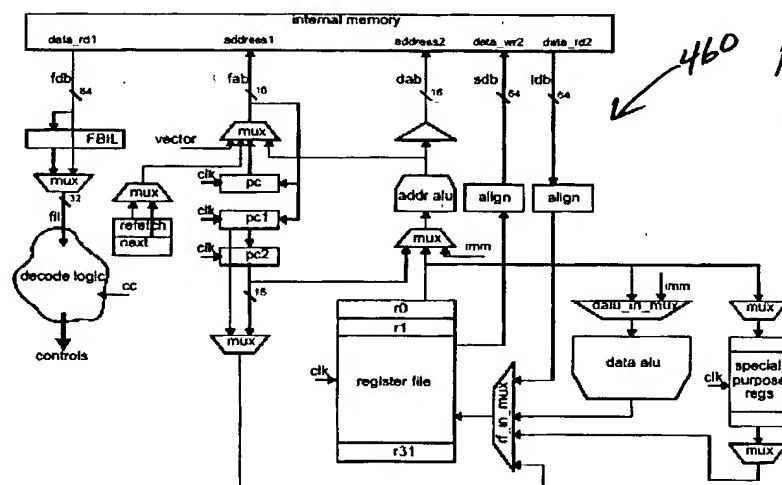 internal memory
data_rd1
address1
address2
data_wr2
data_rd2
460
fdb
64
fab
16
dab
16
sdb
64
ldb
64
FBIL
vector
mux
mux
clk
pc
mux
addr alu
align
align
32
fil
refetch
next
clk
pc1
mux
imm
decode logic
cc
clk
pc2
16
controls
mux
r0
r1
clk
register file
r31
rf_in_mux
imm
dalu_in_mux
data alu
mux
clk
special
purpose
regs
mux